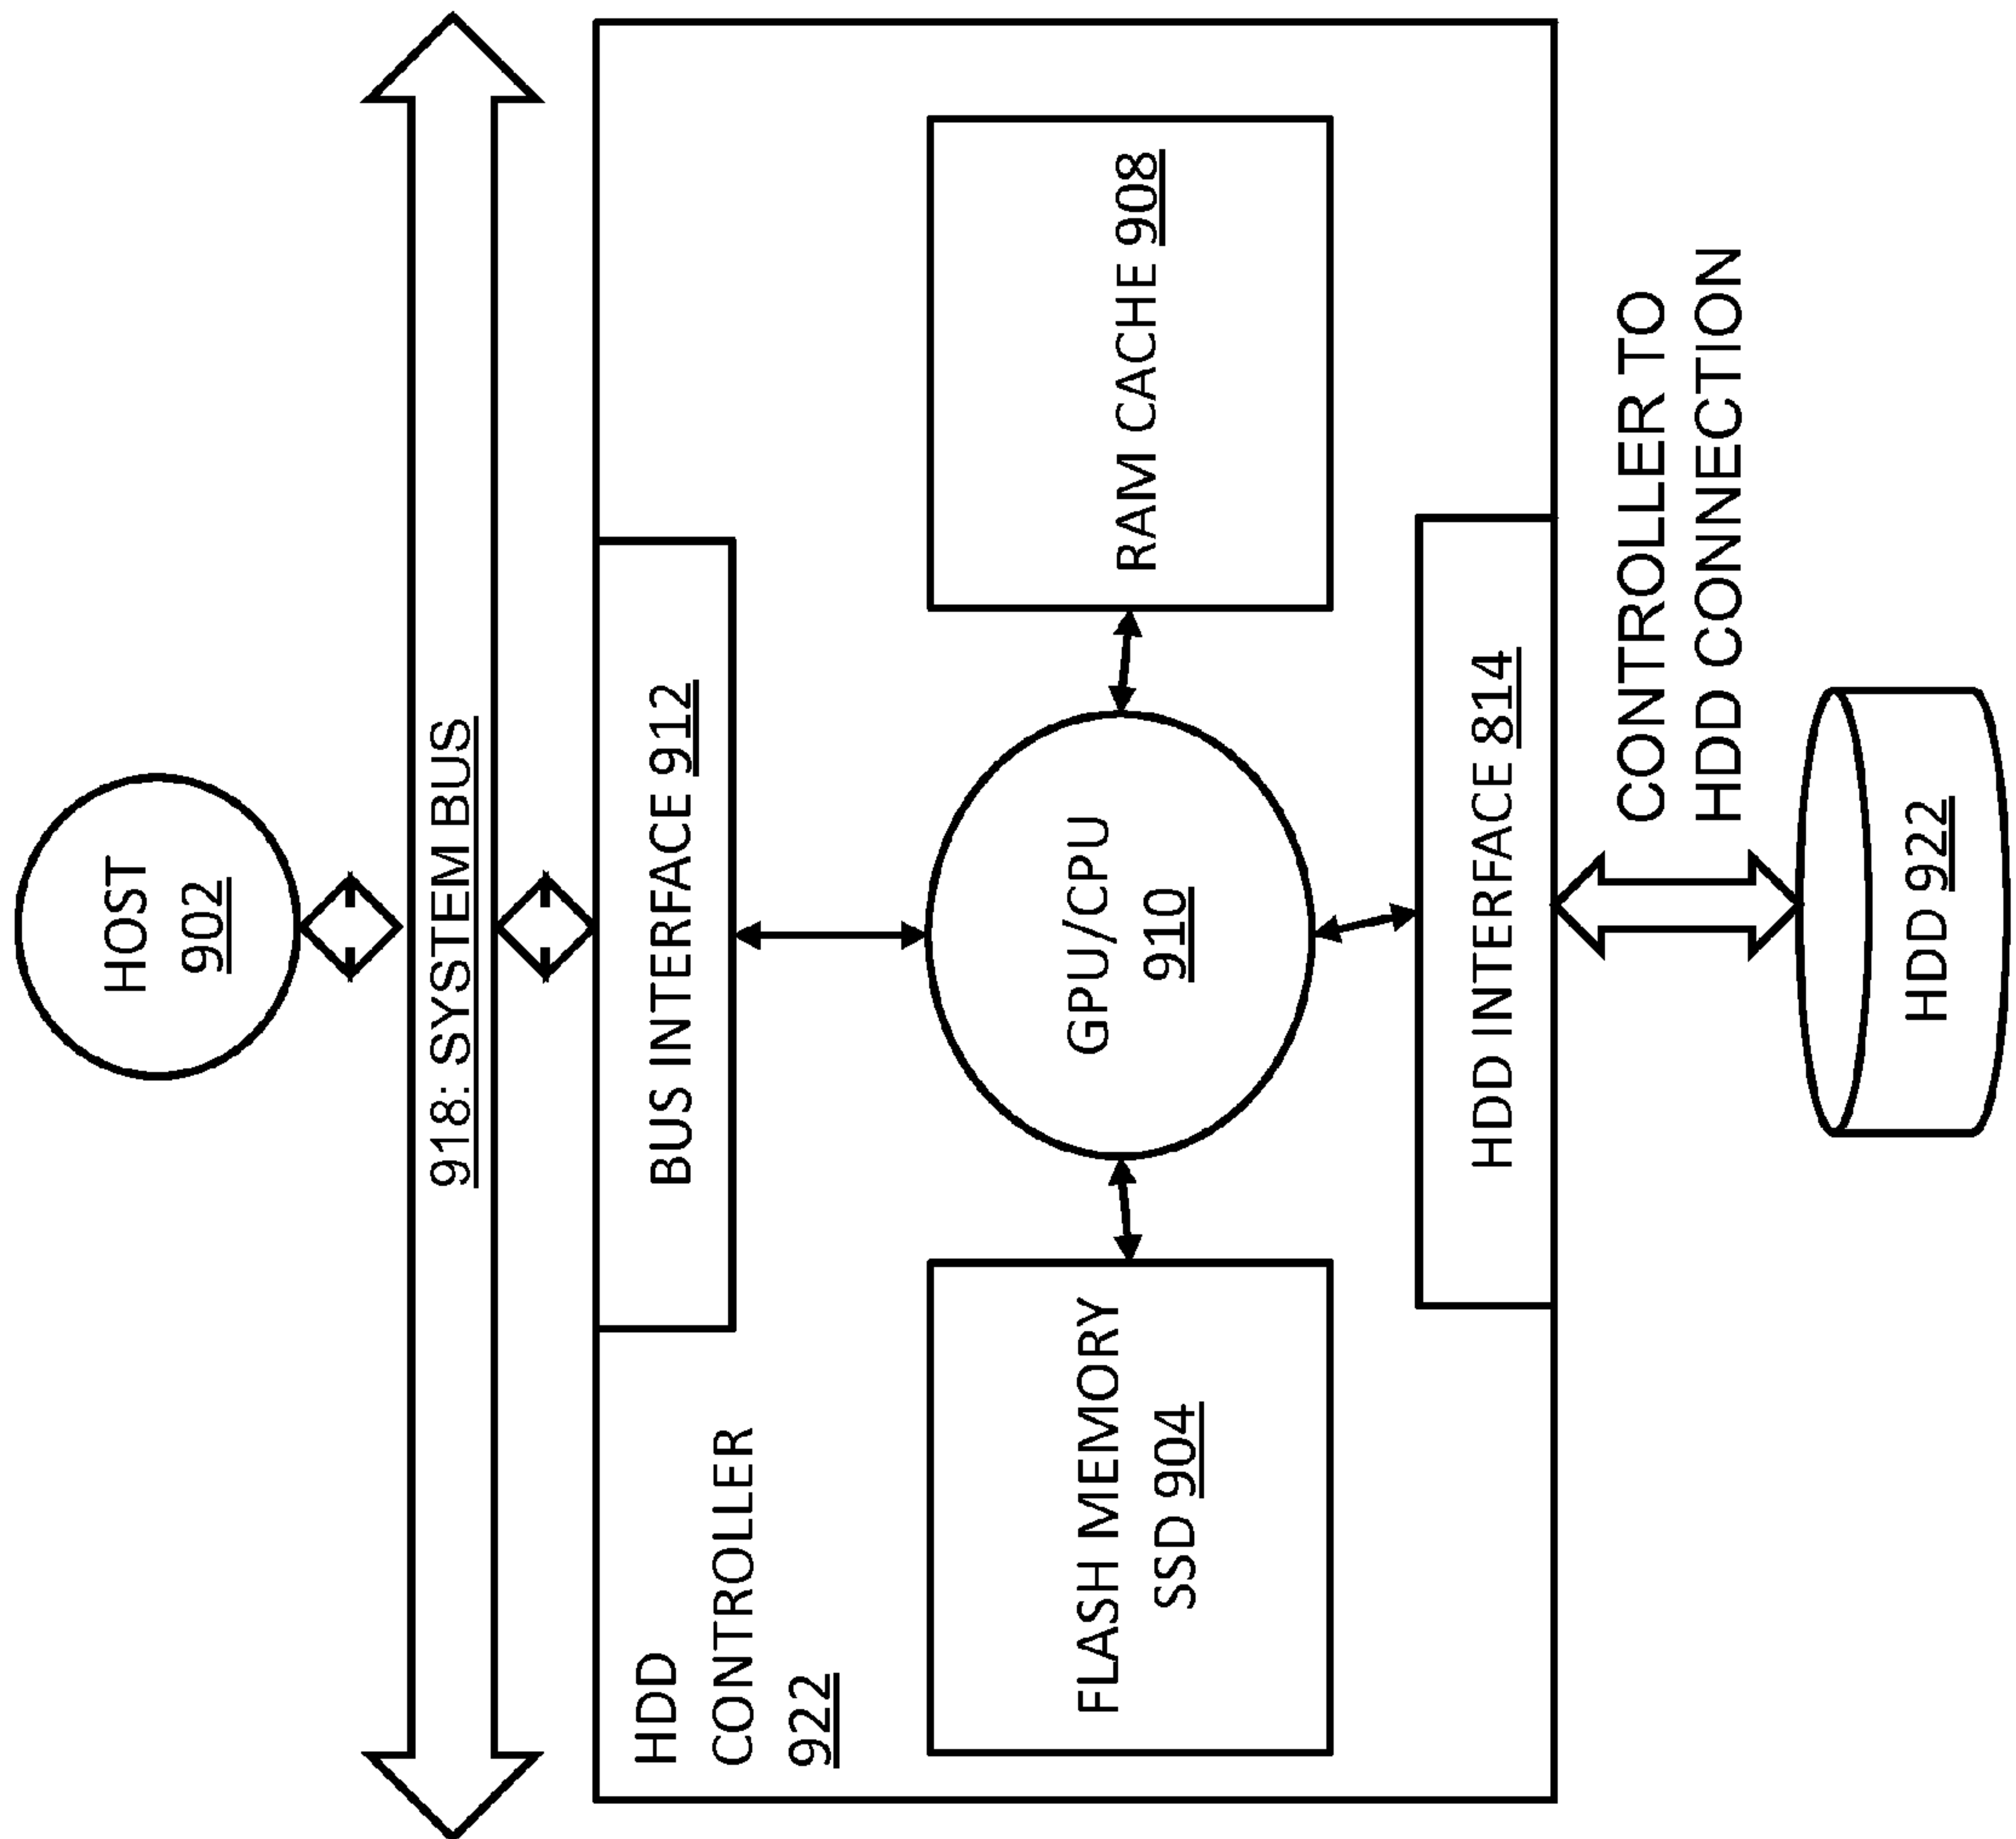 HOST
902
918: SYSTEM BUS
HDD
CONTROLLER
922
BUS INTERFACE 912
FLASH MEMORY
SSD 904
GPU/CPU
910
RAM CACHE 908
HDD INTERFACE 814
CONTROLLER TO
HDD CONNECTION
HDD 922